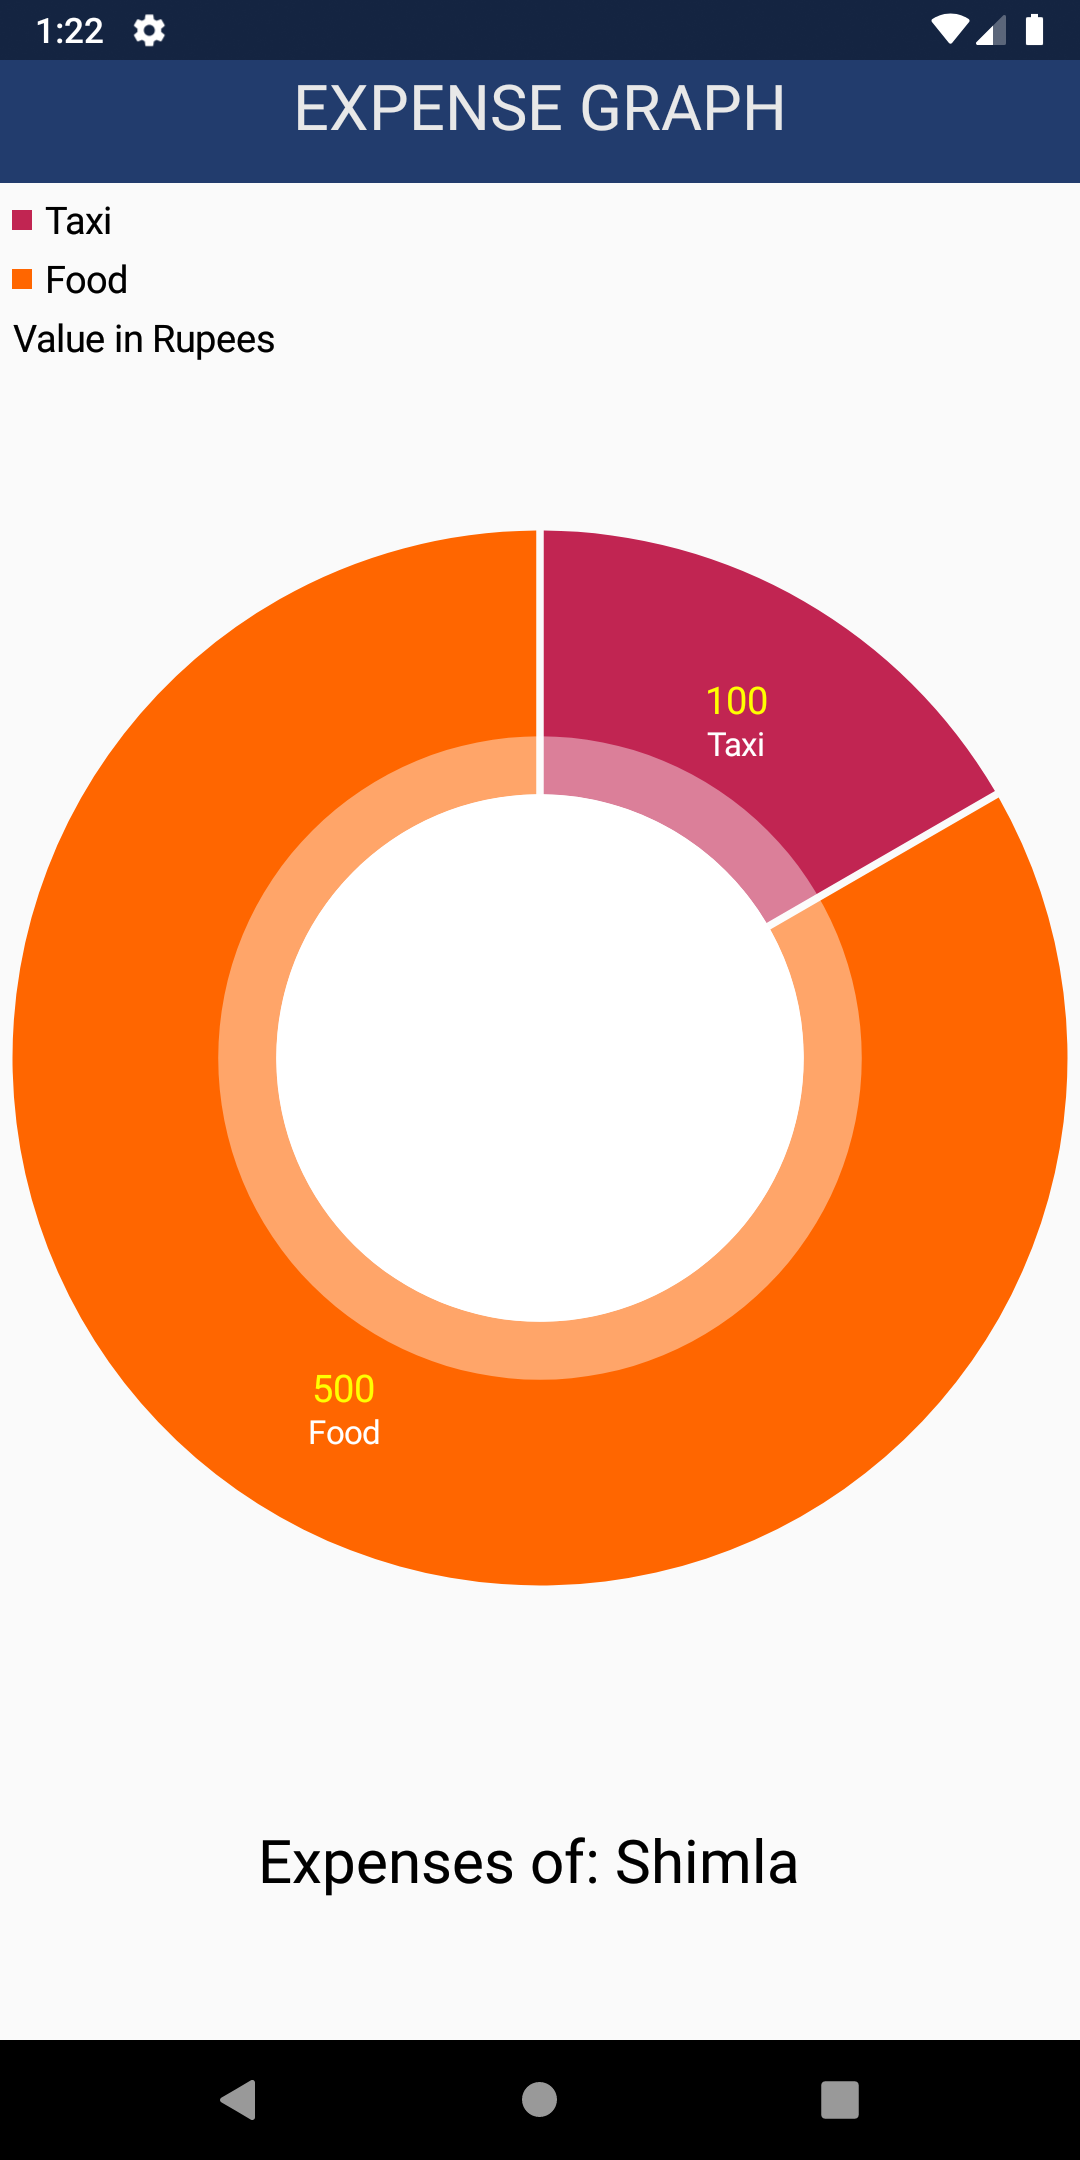 1:22
EXPENSE GRAPH
Taxi
Food
Value in Rupees
100
Taxi
500
Food
Expenses of: Shimla